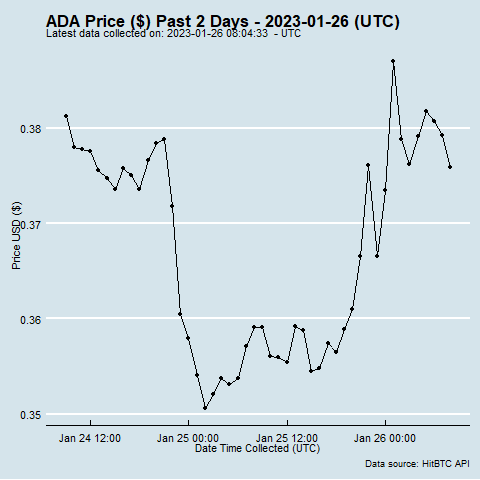 ADA Price ($) Past 2 Days - 2023-01-26 (UTC)
Latest data collected on: 2023-01-26 08:04:33 - UTC
0.38
0.37
0.36
0.35
Price USD ($)
Jan 24 12:00
Jan 25 00:00
Jan 25 12:00
Jan 26 00:00
Date Time Collected (UTC)
Data source: HitBTC API